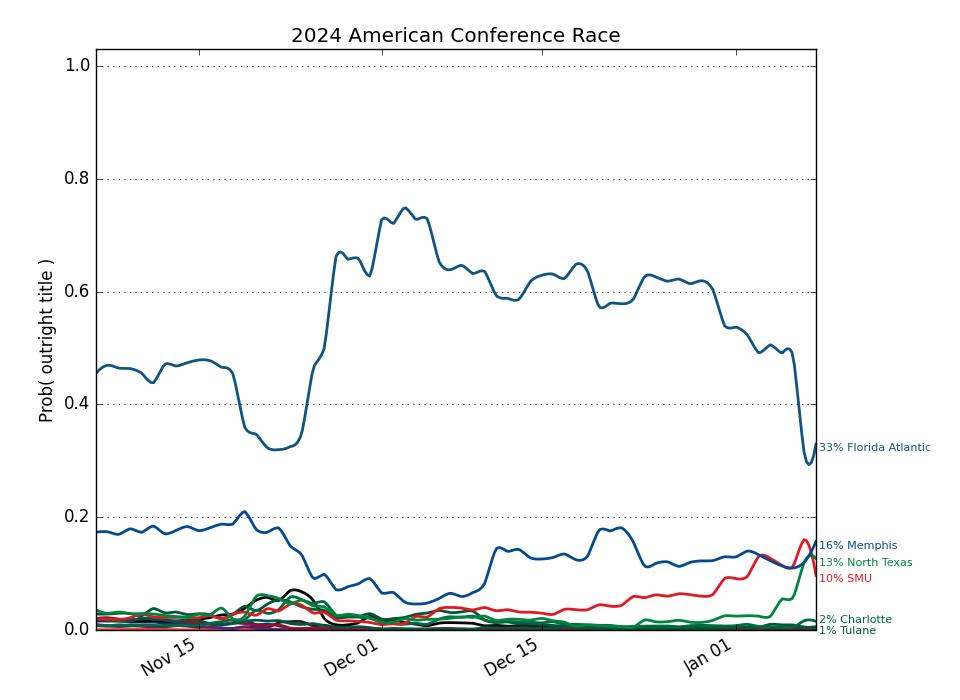 2024 American Conference Race
Prob( outright title )
1.0
0.8
0.6
0.4
0.2
0.0
33% Florida Atlantic
16% Memphis
13% North Texas
10% SMU
2% Charlotte
1% Tulane
Nov 15
Dec 01
Dec 15
Jan 01